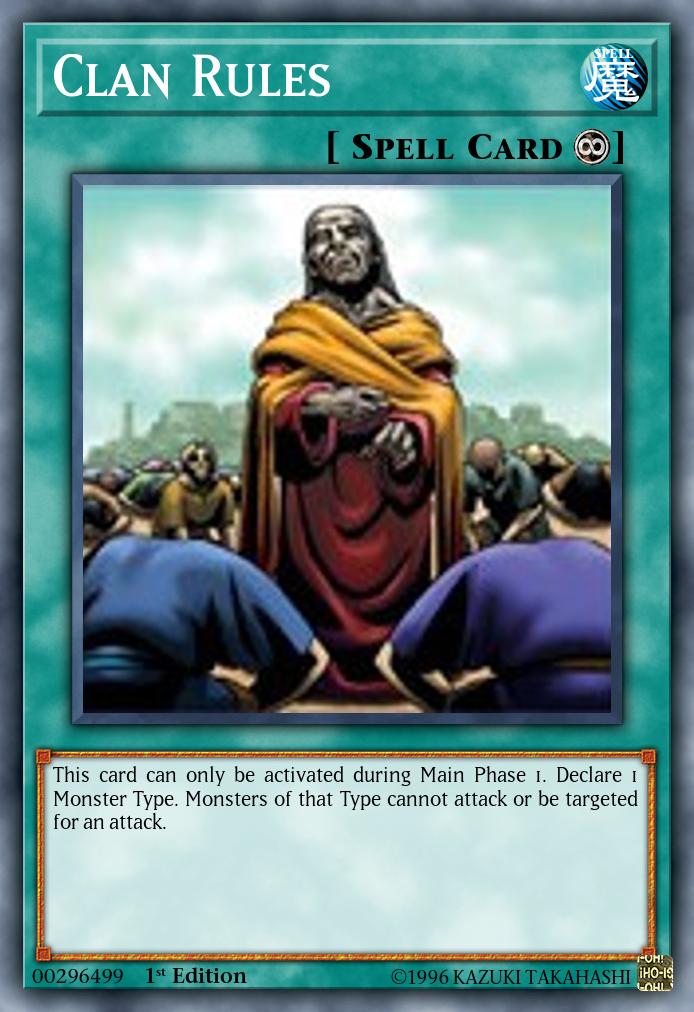 Clan Rules
SPELL
魔
[ Spell Card ]
This card can only be activated during Main Phase 1. Declare 1
Monster Type. Monsters of that Type cannot attack or be targeted
for an attack.
00296499 1st Edition ©1996 KAZUKI TAKAHASHI